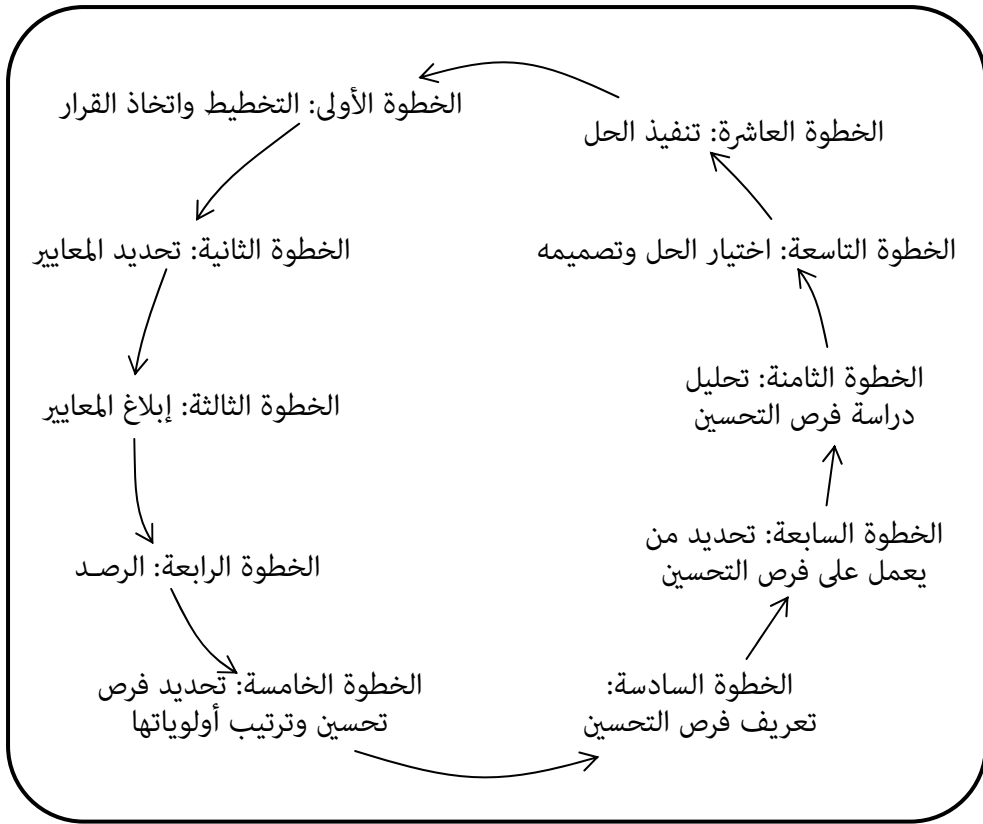 الخطوة الأولى: التخطيط واتخاذ القرار
الخطوة الثانية: تحديد المعايير
الخطوة الثالثة: إبلاغ المعايير
الخطوة الرابعة: الرصـد
الخطوة الخامسة: تحديد فرص
تحسين وترتيب أولوياتها
الخطوة السادسة:
تعريف فرص التحسين
الخطوة السابعة: تحديد من
يعمل على فرص التحسين
الخطوة الثامنة: تحليل
دراسة فرص التحسين
الخطوة التاسعة: اختيار الحل وتصميمه
الخطوة العاشرة: تنفيذ الحل